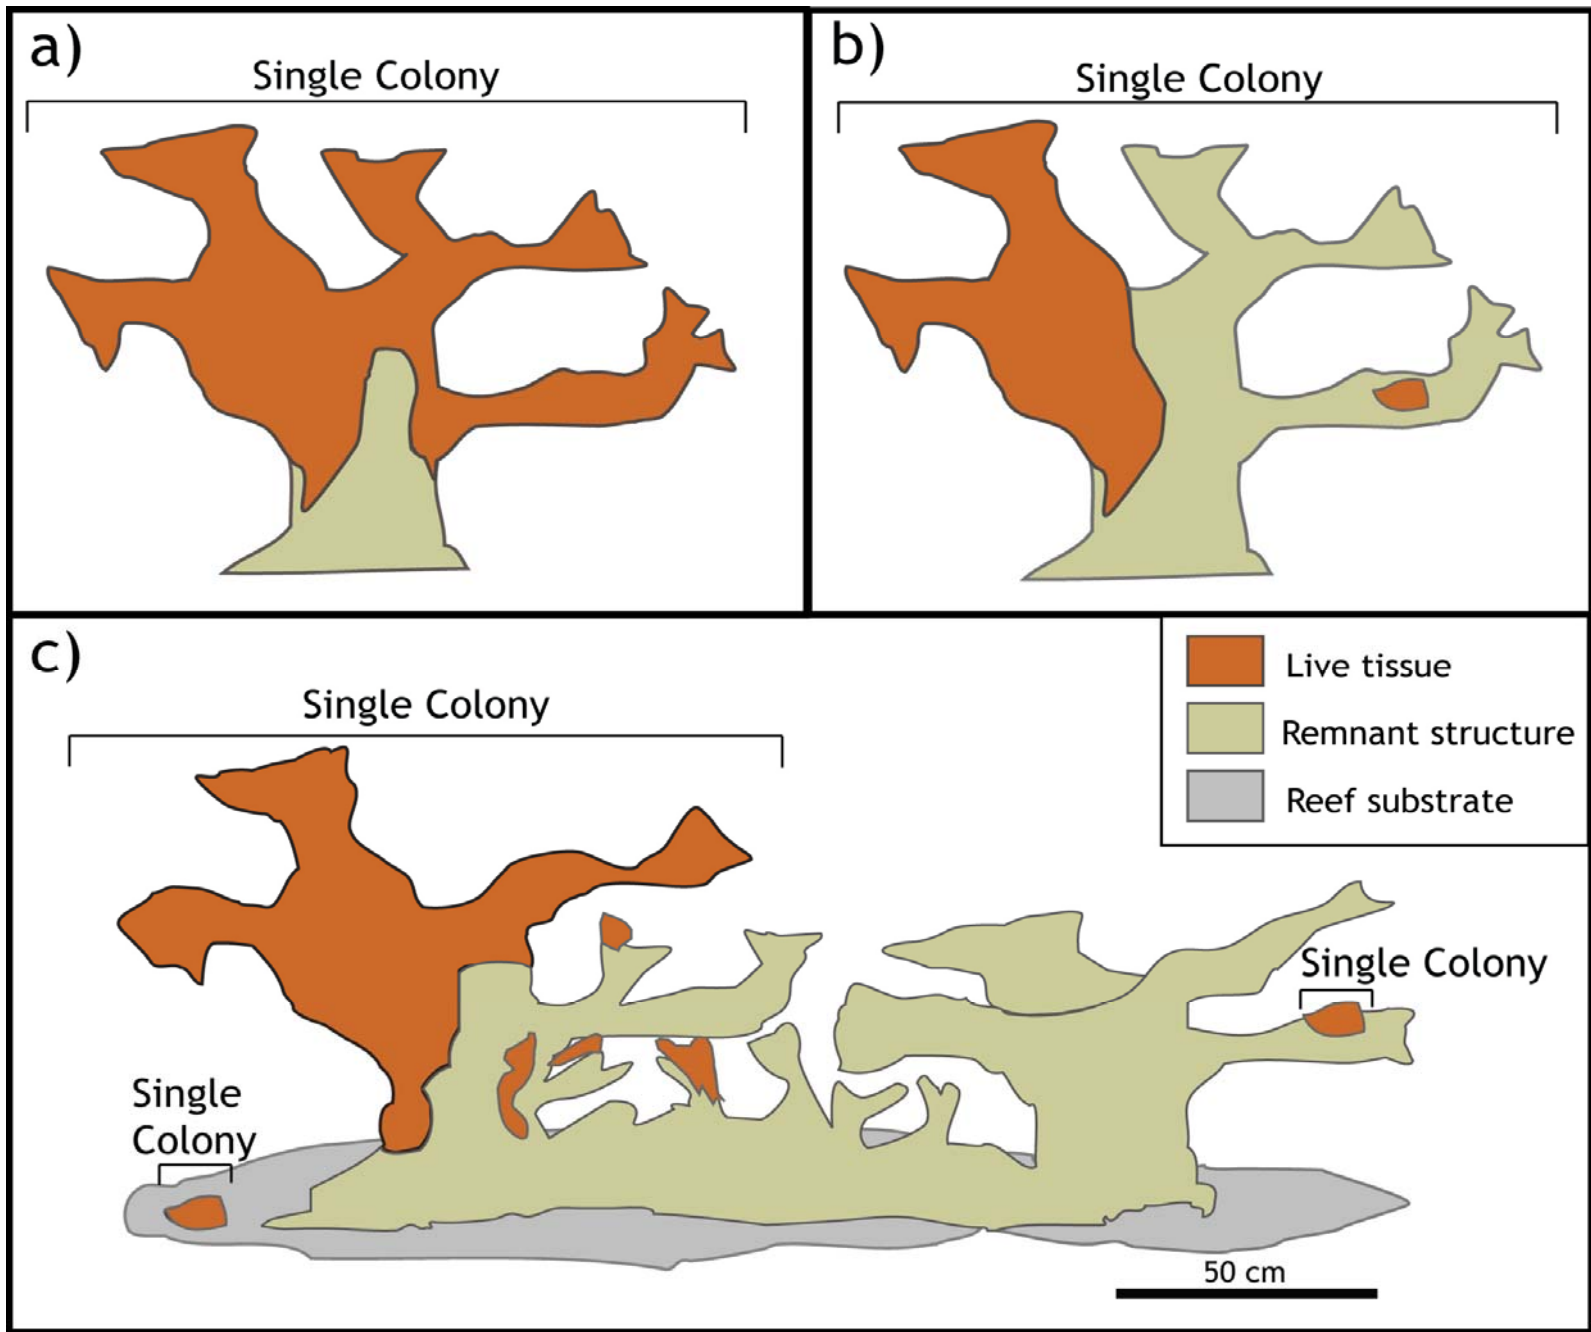 a)
Single Colony
b)
Single Colony
c)
Single Colony
Live tissue
Remnant structure
Reef substrate
Single Colony
Single
Colony
50 cm